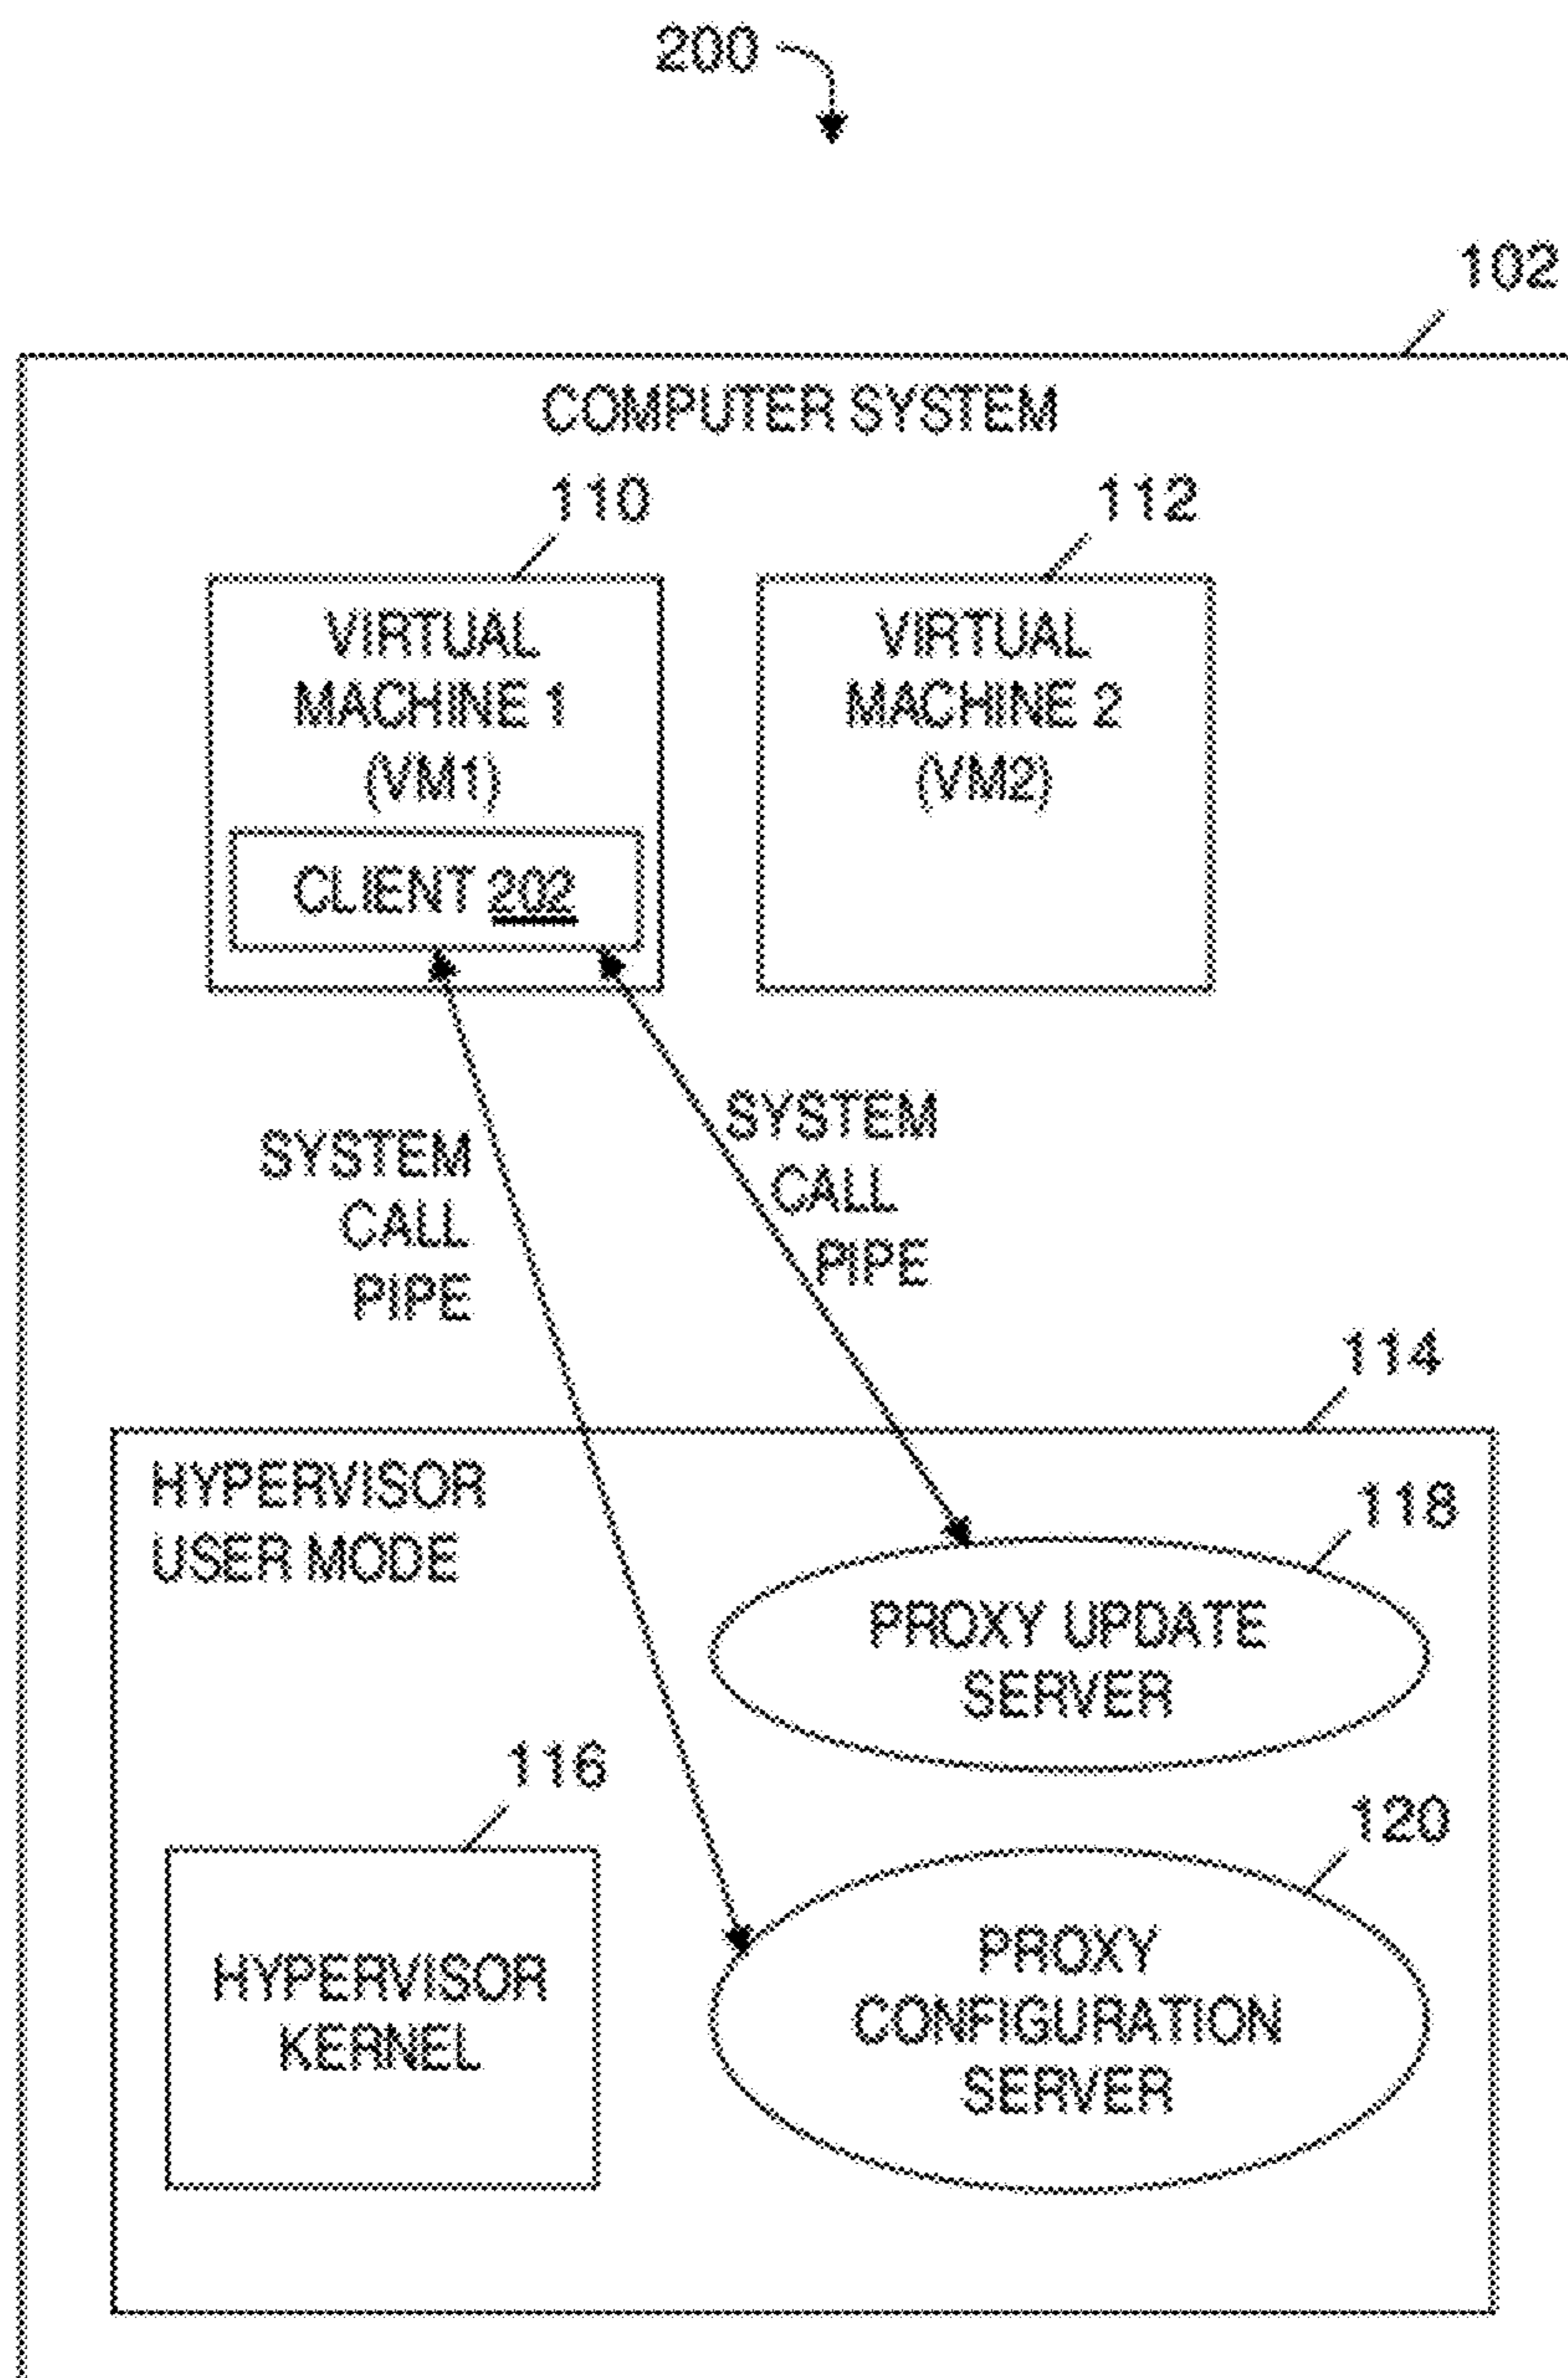 200
102
COMPUTER SYSTEM
110
112
VIRTUAL
MACHINE 1
(VM1)
CLIENT 202
VIRTUAL
MACHINE 2
(VM2)
SYSTEM
CALL
PIPE
SYSTEM
CALL
PIPE
114
HYPERVISOR
USER MODE
118
PROXY UPDATE
SERVER
116
HYPERVISOR
KERNEL
120
PROXY
CONFIGURATION
SERVER